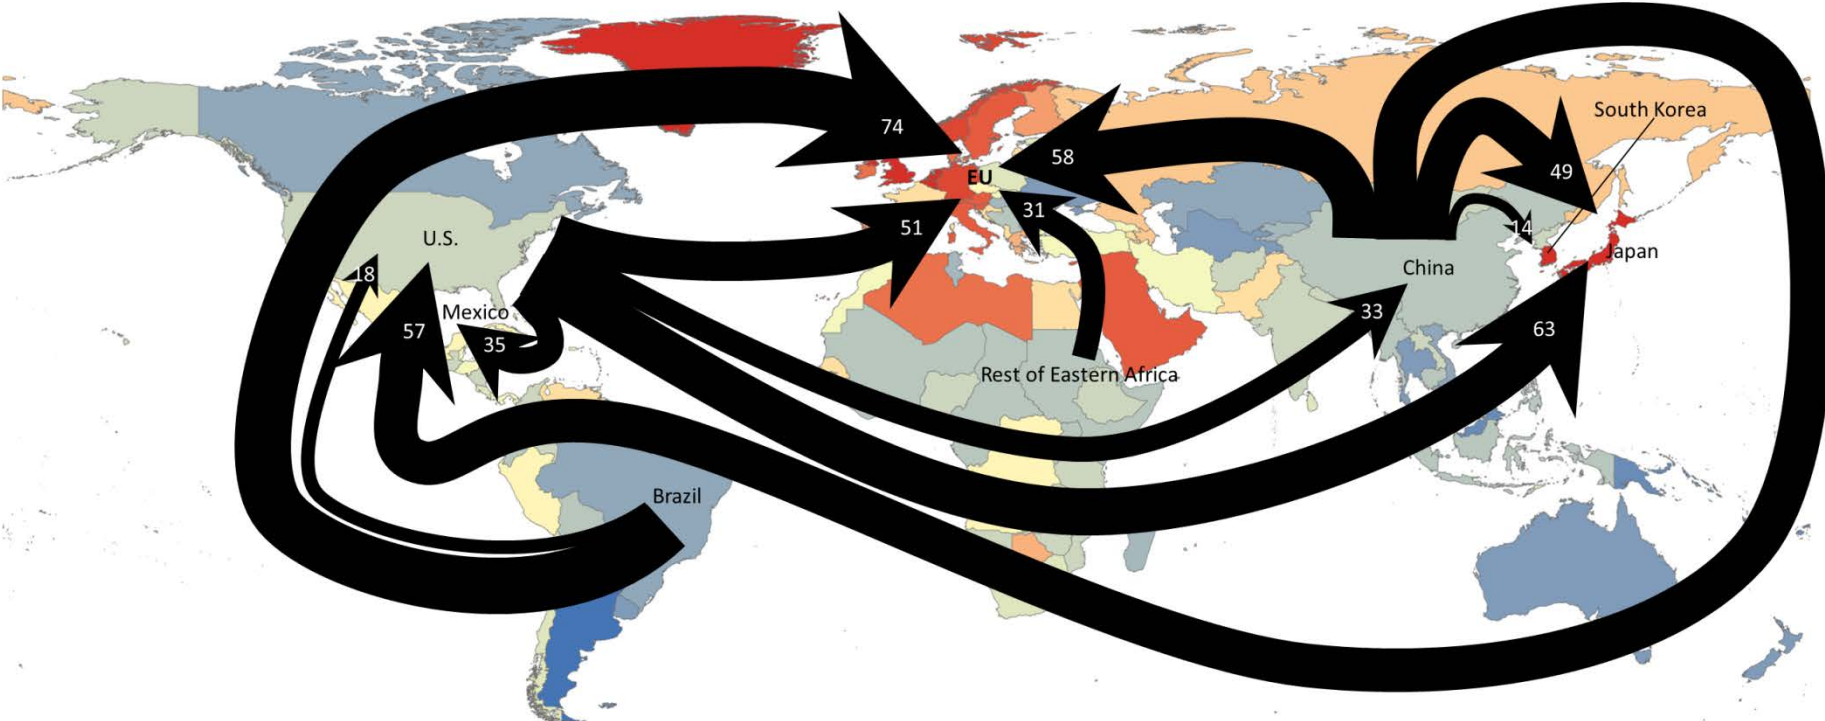 South Korea
74
58
49
EU
31
51
14
U.S.
Japan
18
China
Mexico
33
57
35
63
Rest of Eastern Africa
Brazil